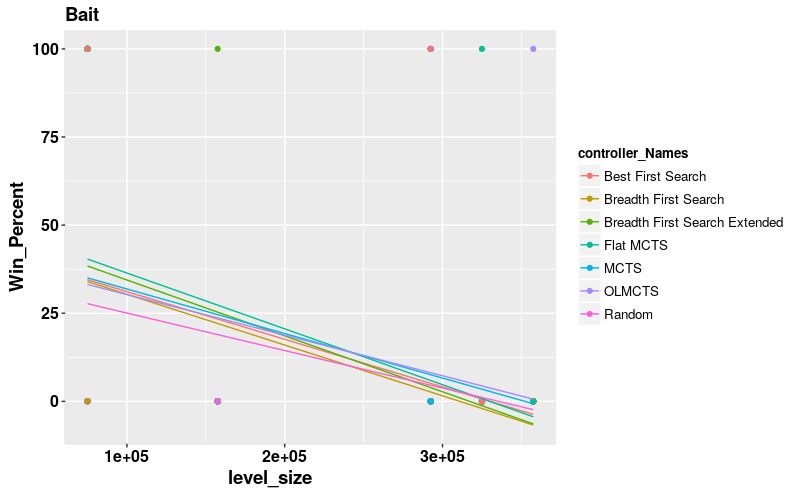 Bait
100
75
50
25
0
Win_Percent
1e+05 2e+05 3e+05
level_size
controller_Names
Best First Search
Breadth First Search
Breadth First Search Extended
Flat MCTS
MCTS
OLMCTS
Random